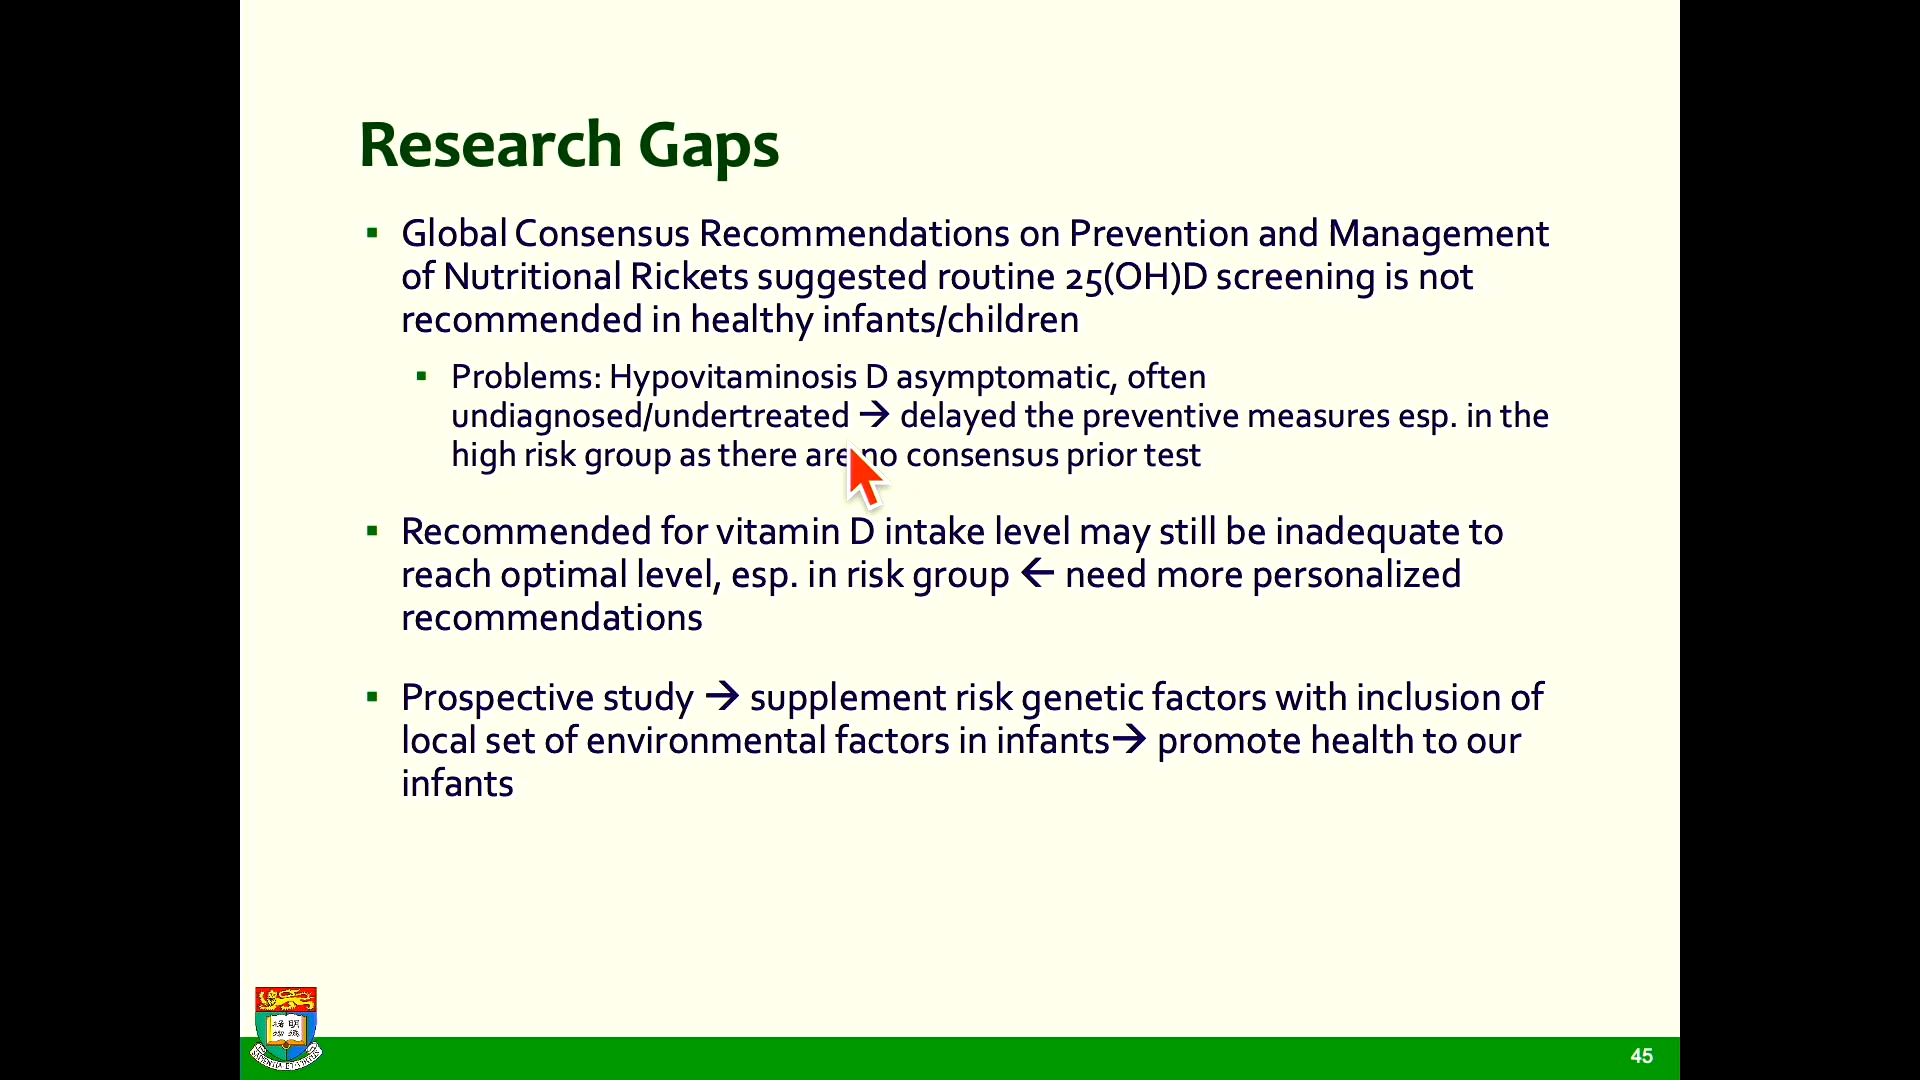 Research Gaps
▪ Global Consensus Recommendations on Prevention and Management
of Nutritional Rickets suggested routine 25(OH)D screening is not
recommended in healthy infants/children
▪ Problems: Hypovitaminosis D asymptomatic, often
undiagnosed/undertreated → delayed the preventive measures esp. in the
high risk group as there are no consensus prior test
▪ Recommended for vitamin D intake level may still be inadequate to
reach optimal level, esp. in risk group ← need more personalized
recommendations
▪ Prospective study → supplement risk genetic factors with inclusion of
local set of environmental factors in infants→ promote health to our
infants
45